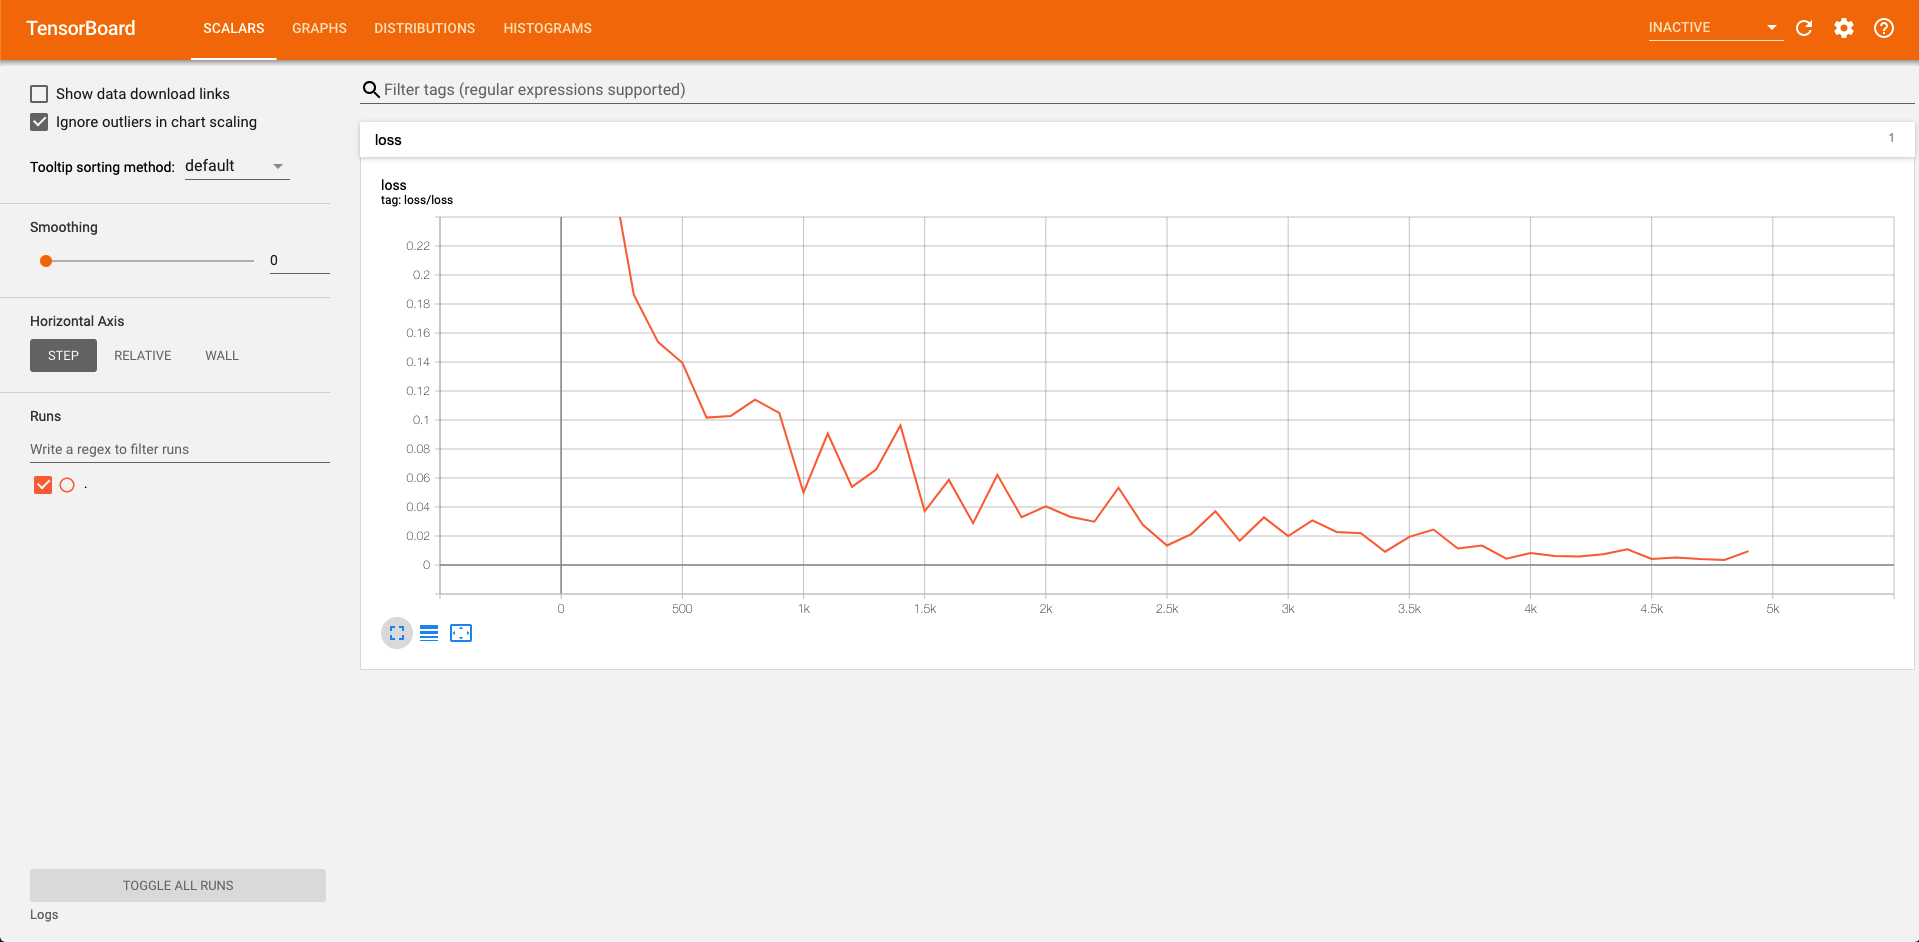 TensorBoard SCALARS GRAPHS DISTRIBUTIONS HISTOGRAMS INACTIVE
Show data download links
Ignore outliers in chart scaling
Tooltip sorting method: default
Smoothing
0
Horizontal Axis
STEP RELATIVE WALL
Runs
Write a regex to filter runs
.
TOGGLE ALL RUNS
Logs
Filter tags (regular expressions supported)
loss 1
loss
tag: loss/loss
0.22
0.2
0.18
0.16
0.14
0.12
0.1
0.08
0.06
0.04
0.02
0
0 500 1k 1.5k 2k 2.5k 3k 3.5k 4k 4.5k 5k